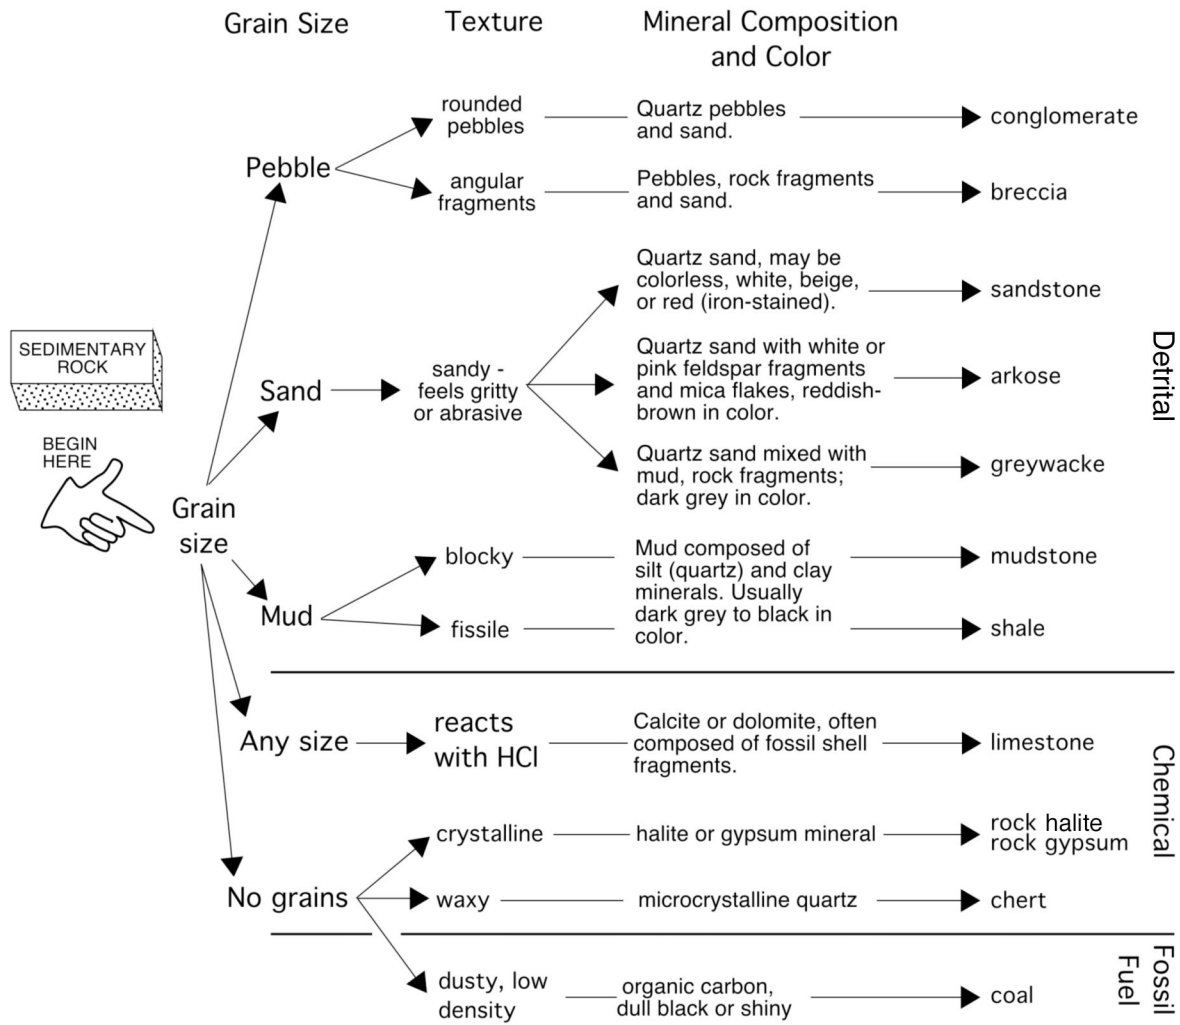 Grain Size
Texture
Mineral Composition
and Color
rounded
pebbles
Quartz pebbles
and sand.
conglomerate
Pebble
angular
fragments
Pebbles, rock fragments
and sand.
breccia
Quartz sand, may be
colorless, white, beige,
or red (iron-stained).
sandstone
SEDIMENTARY
ROCK
Sand
sandy -
feels gritty
or abrasive
Quartz sand with white or
pink feldspar fragments
and mica flakes, reddish-
brown in color.
arkose
Detrital
BEGIN
HERE
Quartz sand mixed with
mud, rock fragments;
dark grey in color.
greywacke
Grain
size
Mud
blocky
fissile
Mud composed of
silt (quartz) and clay
minerals. Usually
dark grey to black in
color.
mudstone
shale
Any size
reacts
with HCl
Calcite or dolomite, often
composed of fossil shell
fragments.
limestone
Chemical
crystalline
halite or gypsum mineral
rock halite
rock gypsum
No grains
waxy
microcrystalline quartz
chert
dusty, low
density
organic carbon,
dull black or shiny
coal
Fossil
Fuel